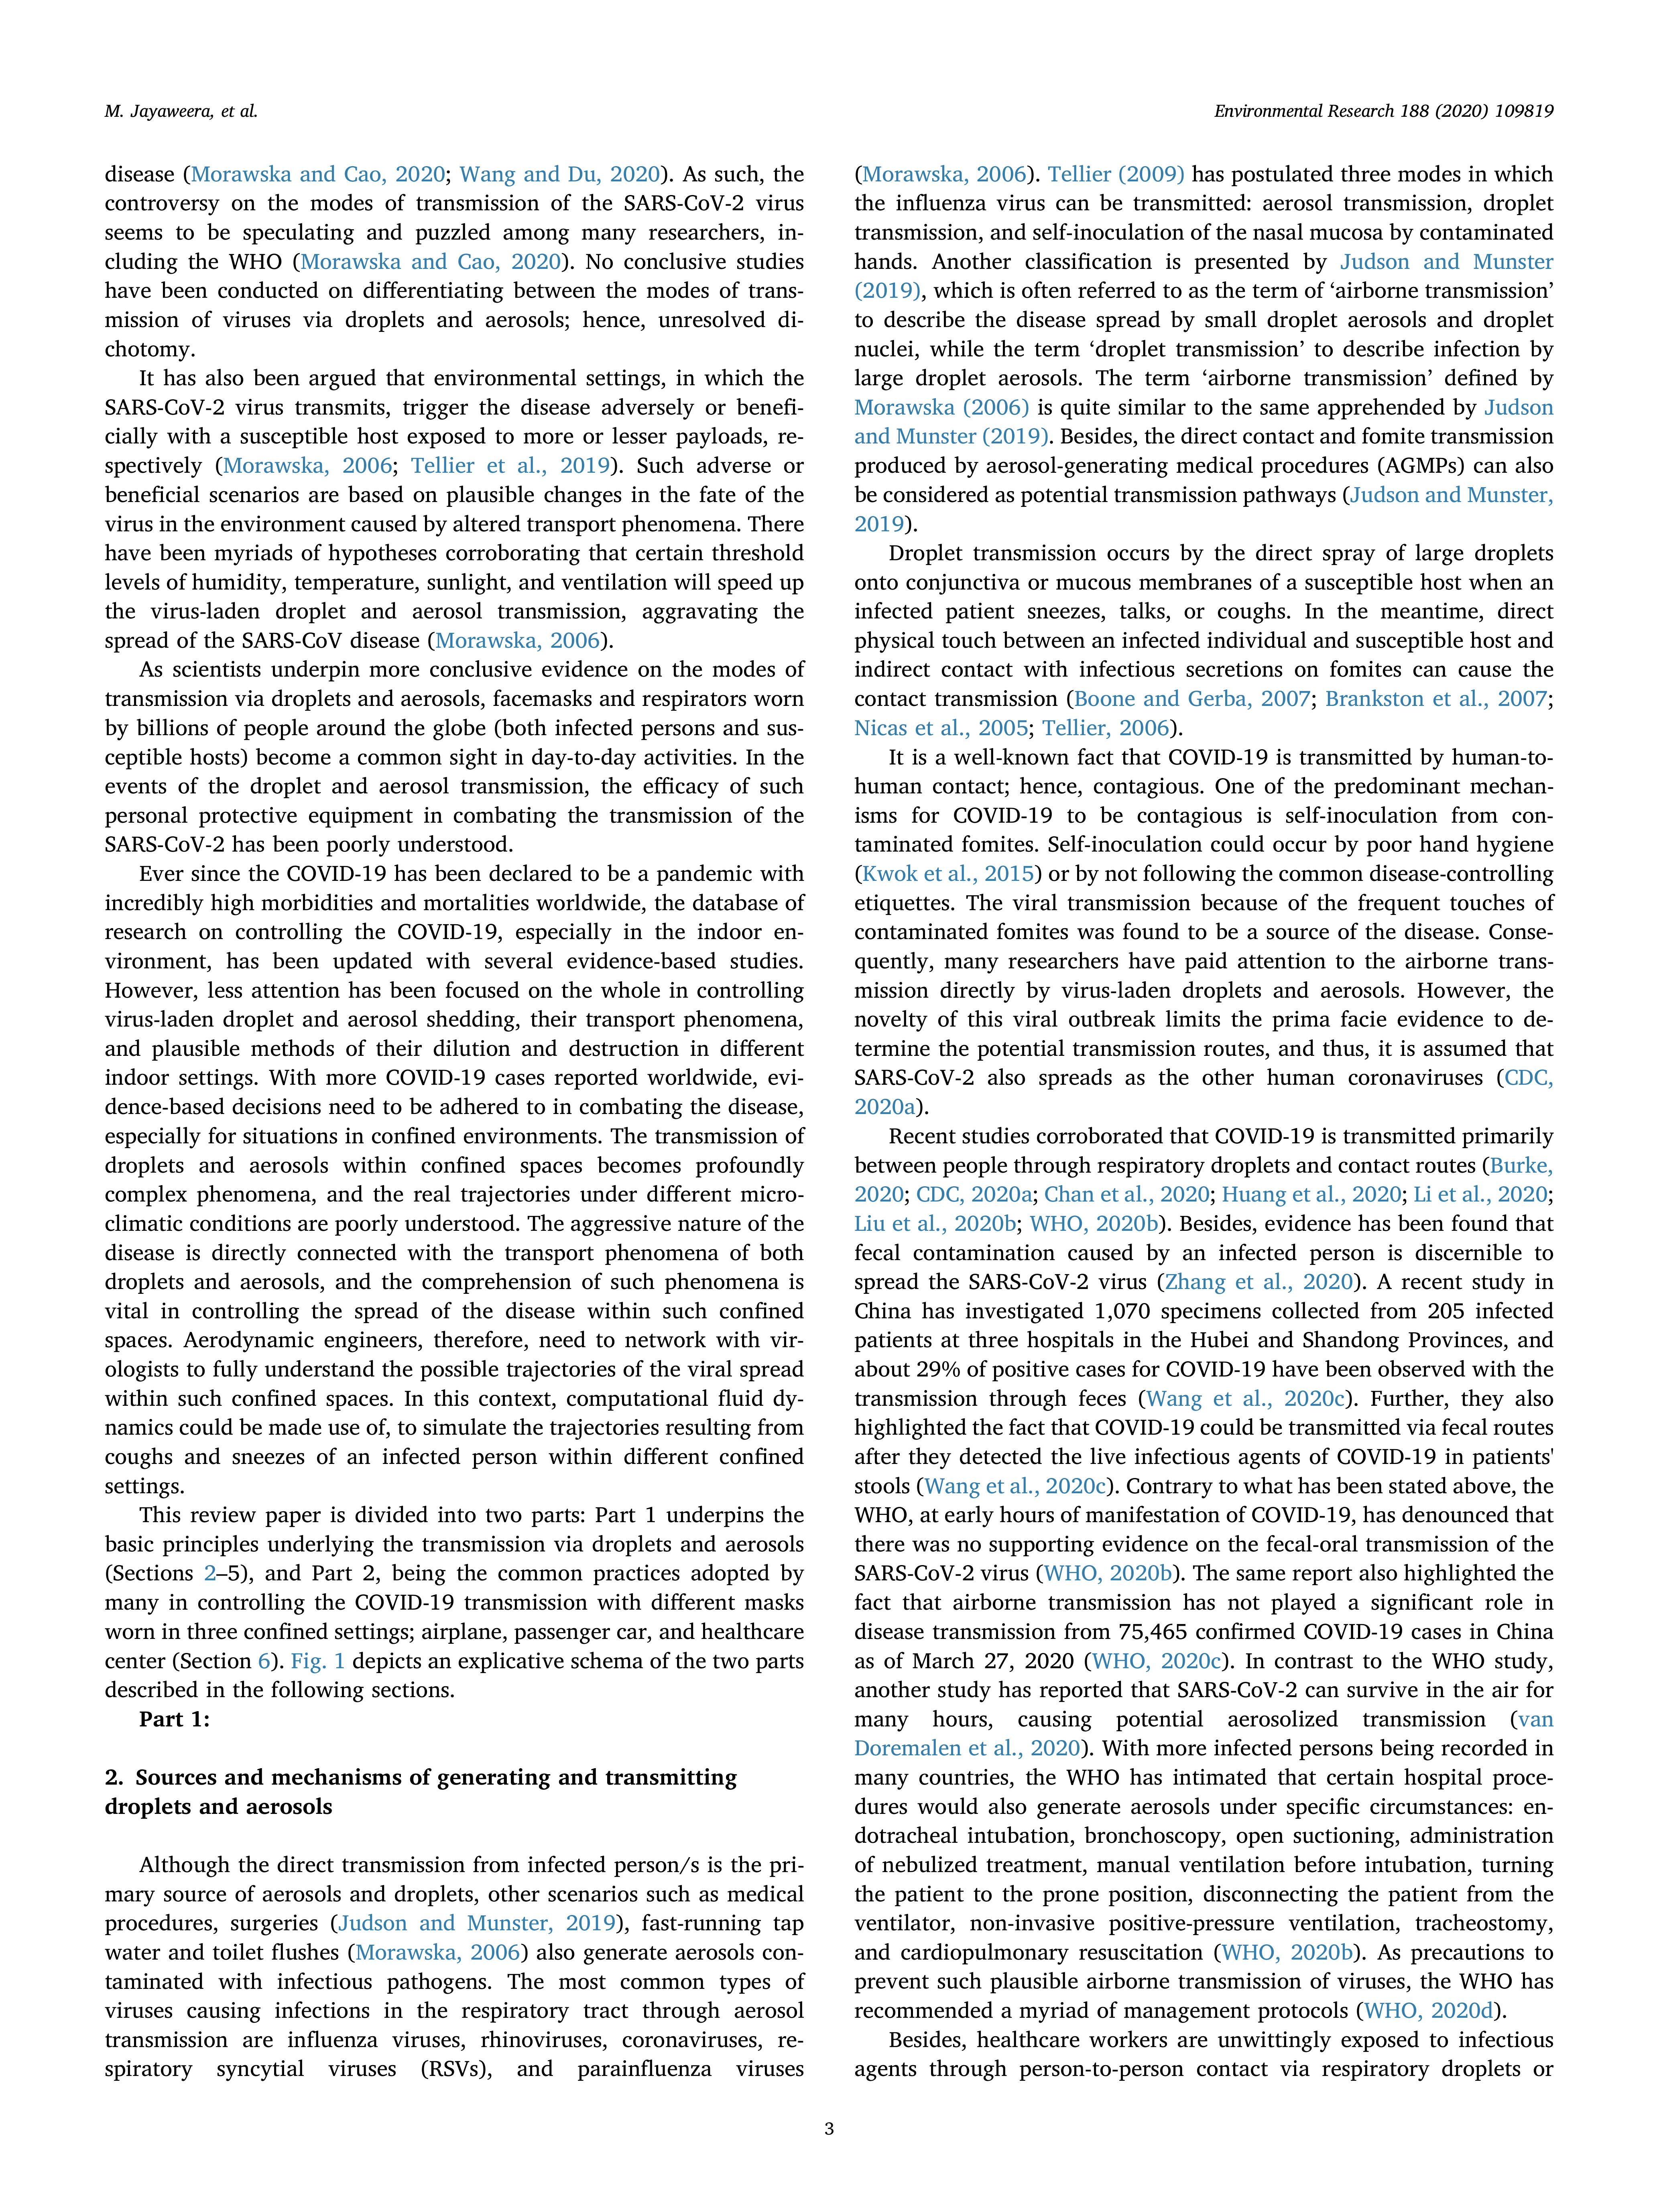 M. Jayaweera, et al.
Environmental Research 188 (2020) 109819
disease (Morawska and Cao, 2020; Wang and Du, 2020). As such, the
controversy on the modes of transmission of the SARS-CoV-2 virus
seems to be speculating and puzzled among many researchers, in-
cluding the WHO (Morawska and Cao, 2020). No conclusive studies
have been conducted on differentiating between the modes of trans-
mission of viruses via droplets and aerosols; hence, unresolved di-
chotomy.
It has also been argued that environmental settings, in which the
SARS-CoV-2 virus transmits, trigger the disease adversely or benefi-
cially with a susceptible host exposed to more or lesser payloads, re-
spectively (Morawska, 2006; Tellier et al., 2019). Such adverse or
beneficial scenarios are based on plausible changes in the fate of the
virus in the environment caused by altered transport phenomena. There
have been myriads of hypotheses corroborating that certain threshold
levels of humidity, temperature, sunlight, and ventilation will speed up
the virus-laden droplet and aerosol transmission, aggravating the
spread of the SARS-CoV disease (Morawska, 2006).
As scientists underpin more conclusive evidence on the modes of
transmission via droplets and aerosols, facemasks and respirators worn
by billions of people around the globe (both infected persons and sus-
ceptible hosts) become a common sight in day-to-day activities. In the
events of the droplet and aerosol transmission, the efficacy of such
personal protective equipment in combating the transmission of the
SARS-CoV-2 has been poorly understood.
Ever since the COVID-19 has been declared to be a pandemic with
incredibly high morbidities and mortalities worldwide, the database of
research on controlling the COVID-19, especially in the indoor en-
vironment, has been updated with several evidence-based studies.
However, less attention has been focused on the whole in controlling
virus-laden droplet and aerosol shedding, their transport phenomena,
and plausible methods of their dilution and destruction in different
indoor settings. With more COVID-19 cases reported worldwide, evi-
dence-based decisions need to be adhered to in combating the disease,
especially for situations in confined environments. The transmission of
droplets and aerosols within confined spaces becomes profoundly
complex phenomena, and the real trajectories under different micro-
climatic conditions are poorly understood. The aggressive nature of the
disease is directly connected with the transport phenomena of both
droplets and aerosols, and the comprehension of such phenomena is
vital in controlling the spread of the disease within such confined
spaces. Aerodynamic engineers, therefore, need to network with vir-
ologists to fully understand the possible trajectories of the viral spread
within such confined spaces. In this context, computational fluid dy-
namics could be made use of, to simulate the trajectories resulting from
coughs and sneezes of an infected person within different confined
settings.
This review paper is divided into two parts: Part 1 underpins the
basic principles underlying the transmission via droplets and aerosols
(Sections 2–5), and Part 2, being the common practices adopted by
many in controlling the COVID-19 transmission with different masks
worn in three confined settings; airplane, passenger car, and healthcare
center (Section 6). Fig. 1 depicts an explicative schema of the two parts
described in the following sections.
Part 1:
2. Sources and mechanisms of generating and transmitting
droplets and aerosols
Although the direct transmission from infected person/s is the pri-
mary source of aerosols and droplets, other scenarios such as medical
procedures, surgeries (Judson and Munster, 2019), fast-running tap
water and toilet flushes (Morawska, 2006) also generate aerosols con-
taminated with infectious pathogens. The most common types of
viruses causing infections in the respiratory tract through aerosol
transmission are influenza viruses, rhinoviruses, coronaviruses, re-
spiratory syncytial viruses (RSVs), and parainfluenza viruses
(Morawska, 2006). Tellier (2009) has postulated three modes in which
the influenza virus can be transmitted: aerosol transmission, droplet
transmission, and self-inoculation of the nasal mucosa by contaminated
hands. Another classification is presented by Judson and Munster
(2019), which is often referred to as the term of ‘airborne transmission’
to describe the disease spread by small droplet aerosols and droplet
nuclei, while the term ‘droplet transmission’ to describe infection by
large droplet aerosols. The term ‘airborne transmission’ defined by
Morawska (2006) is quite similar to the same apprehended by Judson
and Munster (2019). Besides, the direct contact and fomite transmission
produced by aerosol-generating medical procedures (AGMPs) can also
be considered as potential transmission pathways (Judson and Munster,
2019).
Droplet transmission occurs by the direct spray of large droplets
onto conjunctiva or mucous membranes of a susceptible host when an
infected patient sneezes, talks, or coughs. In the meantime, direct
physical touch between an infected individual and susceptible host and
indirect contact with infectious secretions on fomites can cause the
contact transmission (Boone and Gerba, 2007; Brankston et al., 2007;
Nicas et al., 2005; Tellier, 2006).
It is a well-known fact that COVID-19 is transmitted by human-to-
human contact; hence, contagious. One of the predominant mechan-
isms for COVID-19 to be contagious is self-inoculation from con-
taminated fomites. Self-inoculation could occur by poor hand hygiene
(Kwok et al., 2015) or by not following the common disease-controlling
etiquettes. The viral transmission because of the frequent touches of
contaminated fomites was found to be a source of the disease. Conse-
quently, many researchers have paid attention to the airborne trans-
mission directly by virus-laden droplets and aerosols. However, the
novelty of this viral outbreak limits the prima facie evidence to de-
termine the potential transmission routes, and thus, it is assumed that
SARS-CoV-2 also spreads as the other human coronaviruses (CDC,
2020a).
Recent studies corroborated that COVID-19 is transmitted primarily
between people through respiratory droplets and contact routes (Burke,
2020; CDC, 2020a; Chan et al., 2020; Huang et al., 2020; Li et al., 2020;
Liu et al., 2020b; WHO, 2020b). Besides, evidence has been found that
fecal contamination caused by an infected person is discernible to
spread the SARS-CoV-2 virus (Zhang et al., 2020). A recent study in
China has investigated 1,070 specimens collected from 205 infected
patients at three hospitals in the Hubei and Shandong Provinces, and
about 29% of positive cases for COVID-19 have been observed with the
transmission through feces (Wang et al., 2020c). Further, they also
highlighted the fact that COVID-19 could be transmitted via fecal routes
after they detected the live infectious agents of COVID-19 in patients'
stools (Wang et al., 2020c). Contrary to what has been stated above, the
WHO, at early hours of manifestation of COVID-19, has denounced that
there was no supporting evidence on the fecal-oral transmission of the
SARS-CoV-2 virus (WHO, 2020b). The same report also highlighted the
fact that airborne transmission has not played a significant role in
disease transmission from 75,465 confirmed COVID-19 cases in China
as of March 27, 2020 (WHO, 2020c). In contrast to the WHO study,
another study has reported that SARS-CoV-2 can survive in the air for
many hours, causing potential aerosolized transmission (van
Doremalen et al., 2020). With more infected persons being recorded in
many countries, the WHO has intimated that certain hospital proce-
dures would also generate aerosols under specific circumstances: en-
dotracheal intubation, bronchoscopy, open suctioning, administration
of nebulized treatment, manual ventilation before intubation, turning
the patient to the prone position, disconnecting the patient from the
ventilator, non-invasive positive-pressure ventilation, tracheostomy,
and cardiopulmonary resuscitation (WHO, 2020b). As precautions to
prevent such plausible airborne transmission of viruses, the WHO has
recommended a myriad of management protocols (WHO, 2020d).
Besides, healthcare workers are unwittingly exposed to infectious
agents through person-to-person contact via respiratory droplets or
3